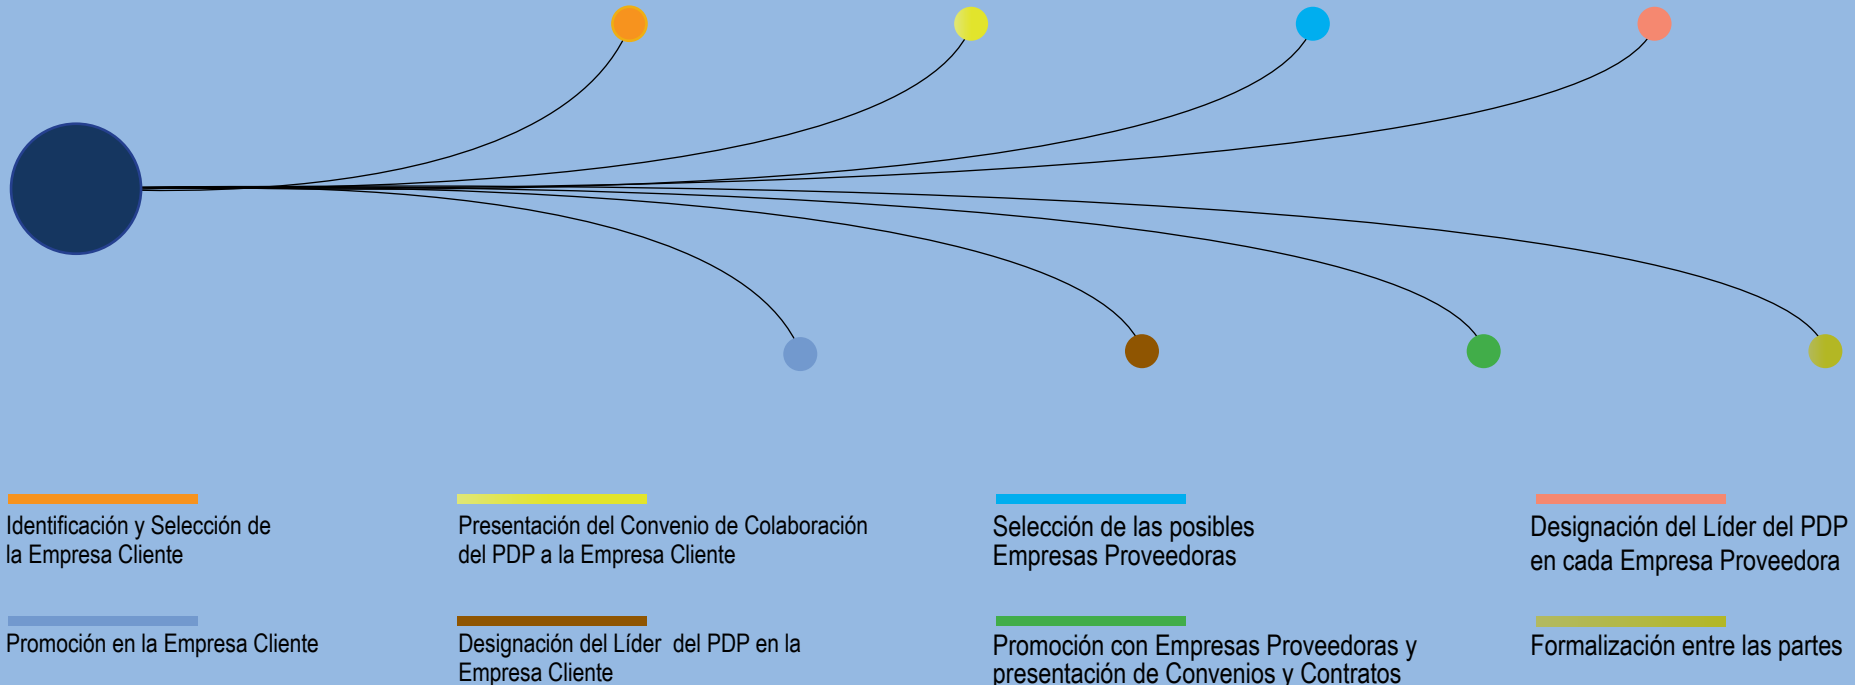 Identificación y Selección de
la Empresa Cliente
Presentación del Convenio de Colaboración
del PDP a la Empresa Cliente
Selección de las posibles
Empresas Proveedoras
Designación del Líder del PDP
en cada Empresa Proveedora
Promoción en la Empresa Cliente
Designación del Líder del PDP en la
Empresa Cliente
Promoción con Empresas Proveedoras y
presentación de Convenios y Contratos
Formalización entre las partes